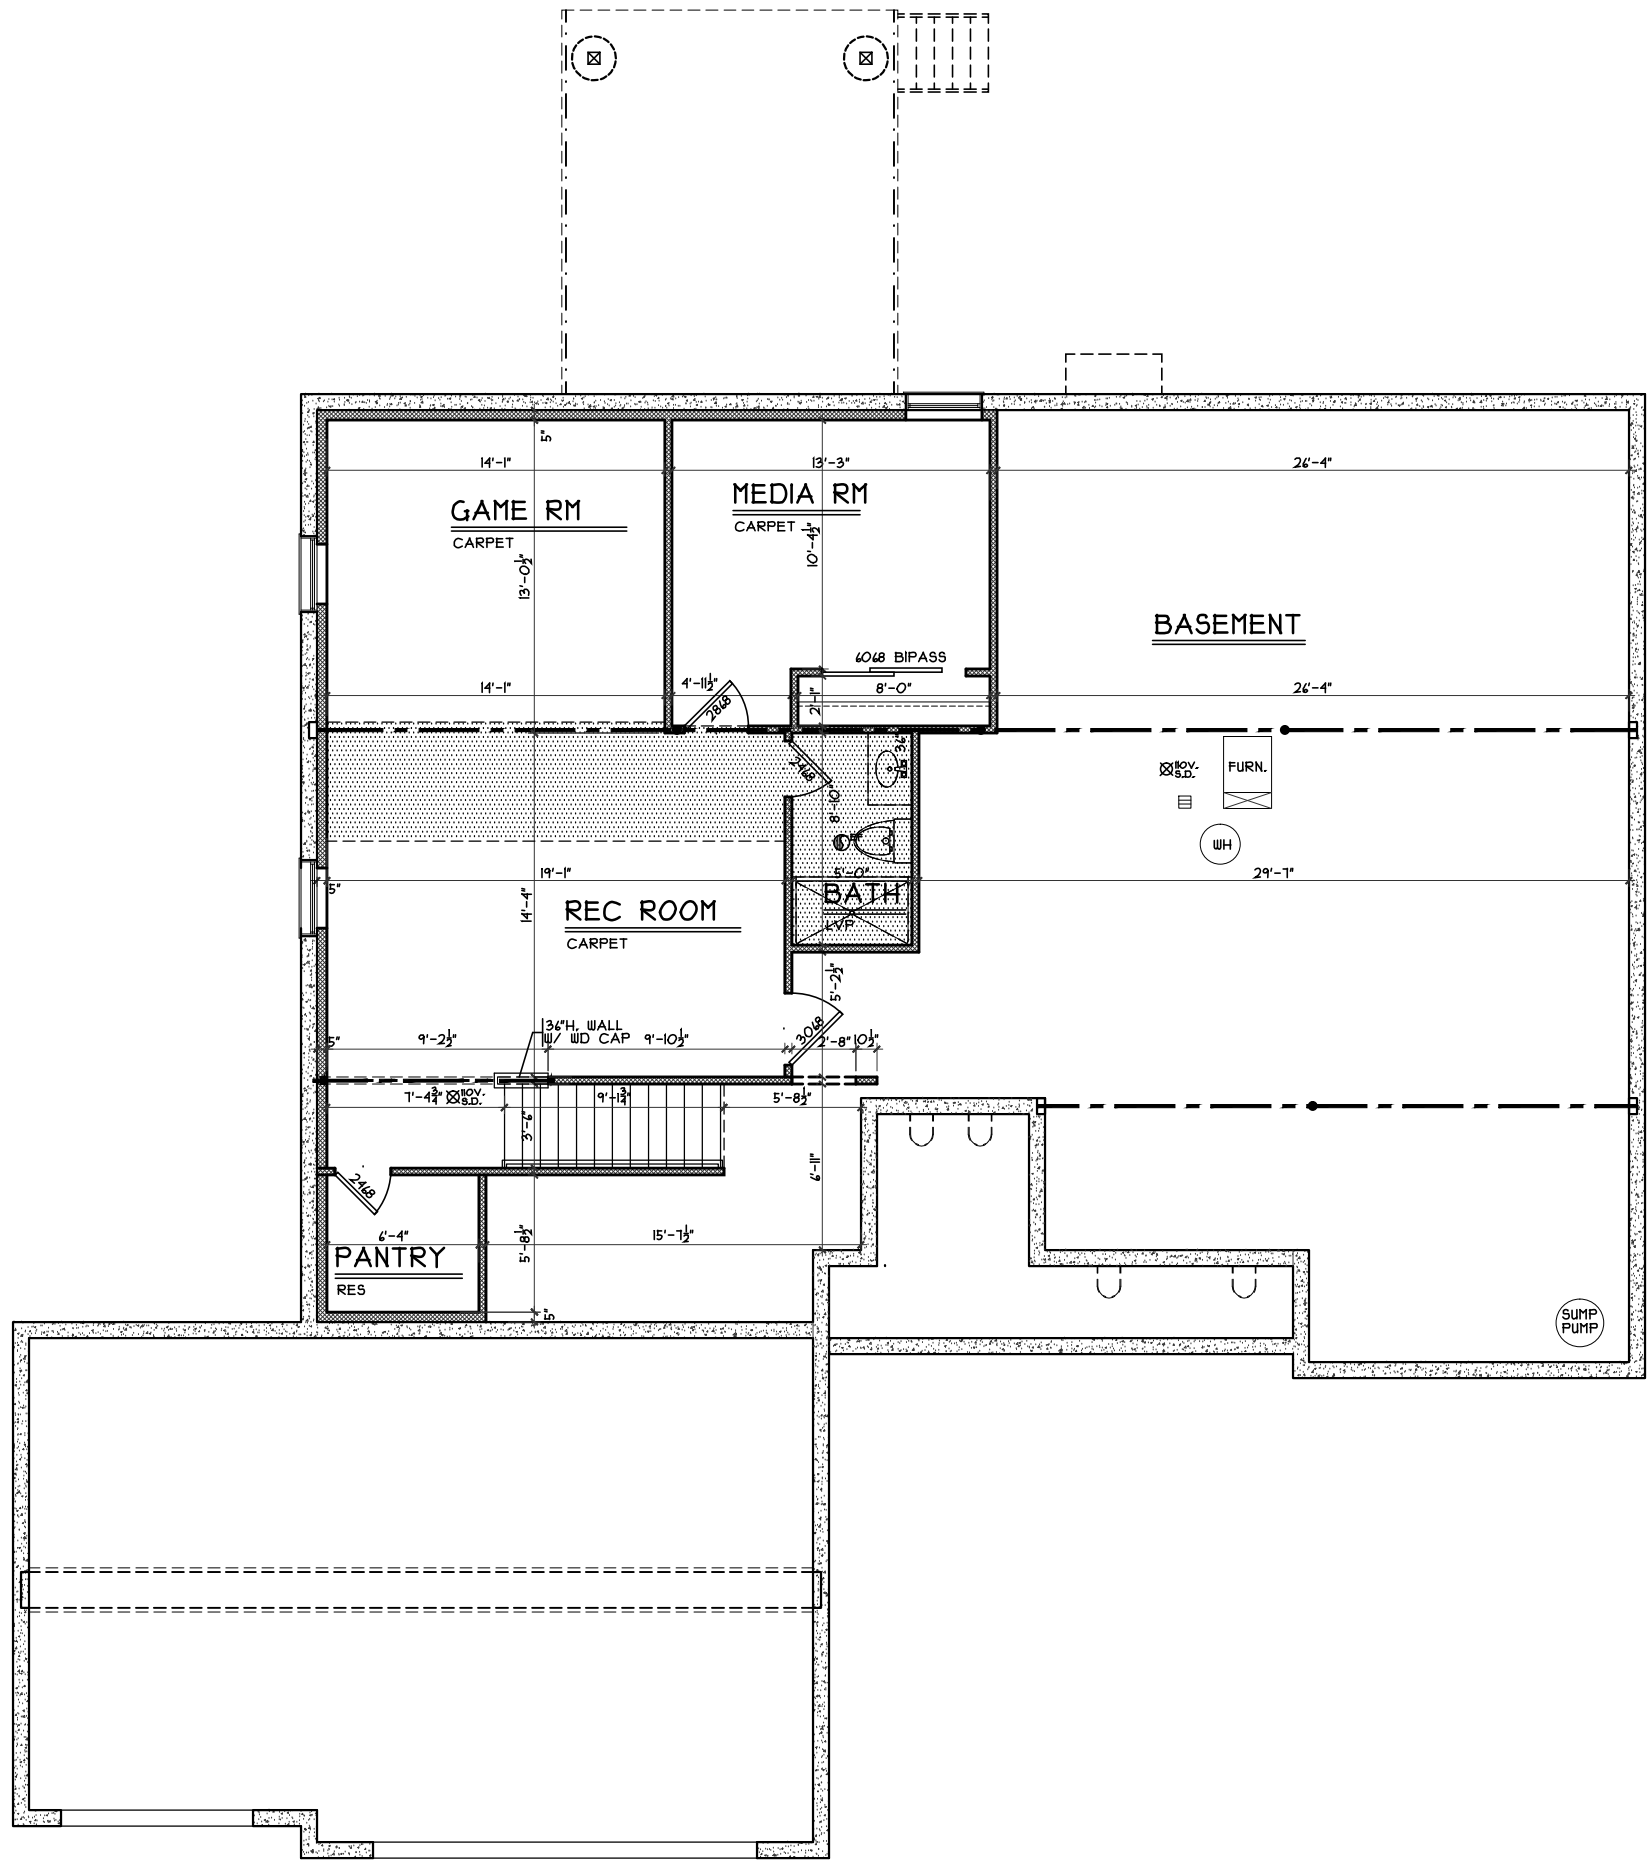 5"
14'-1"
13'-3"
26'-4"
GAME RM
CARPET
MEDIA RM
CARPET
10'-4½"
13'-0½"
BASEMENT
6068 BIPASS
14'-1"
4'-11½"
8'-0"
26'-4"
2868
2'-1"
36"
2468
110V.
S.D.
FURN.
8'-10"
WH
19'-1"
5'-0"
29'-7"
5"
14'-4"
BATH
LVP
REC ROOM
CARPET
5'-2½"
36"H. WALL
W/ WD CAP
3068
5"
9'-2½"
9'-10½"
2'-8"
10½"
7'-4¾"
110V.
S.D.
9'-1¾"
5'-8½"
3'-6"
6'-11"
2468
6'-4"
15'-7½"
5'-8½"
PANTRY
RES
5"
SUMP
PUMP